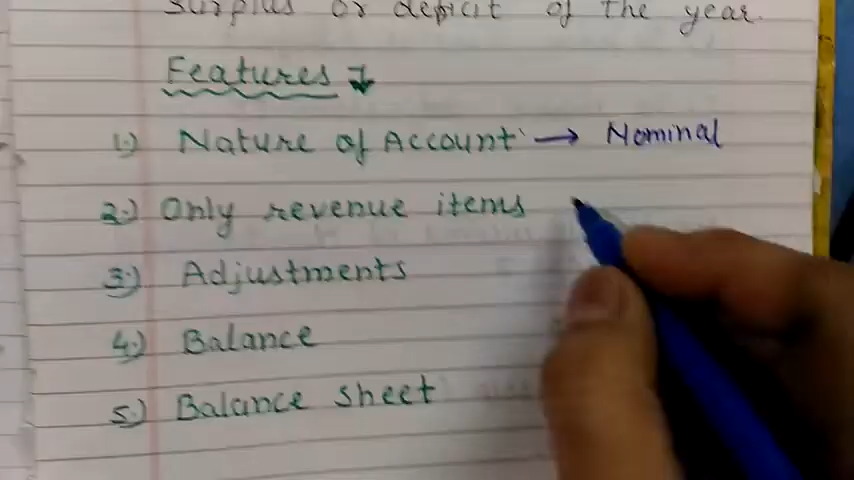 surplus or deficit of the year.
Features ↓
1) Nature of Account → Nominal
2) Only revenue items
3) Adjustments
4) Balance
5) Balance sheet